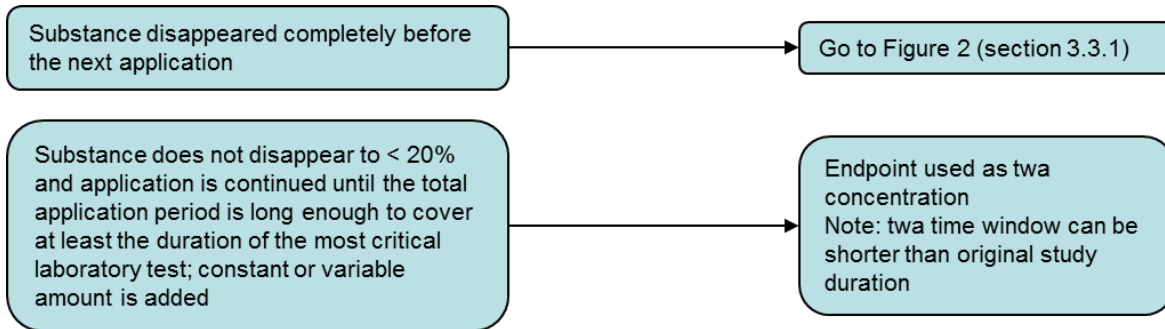 Substance disappeared completely before
the next application
Go to Figure 2 (section 3.3.1)
Substance does not disappear to < 20%
and application is continued until the total
application period is long enough to cover
at least the duration of the most critical
laboratory test; constant or variable
amount is added
Endpoint used as twa
concentration
Note: twa time window can be
shorter than original study
duration